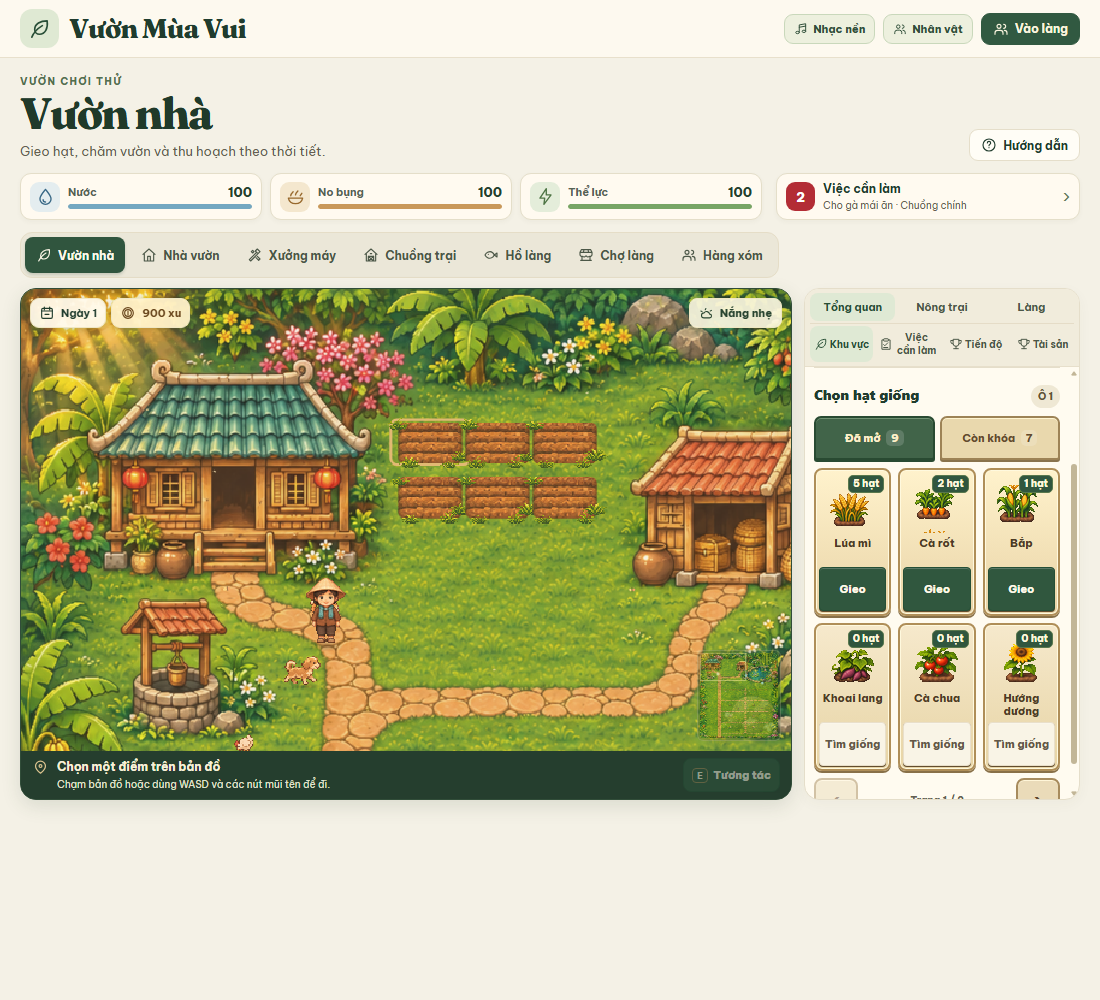 Vườn Mùa Vui
Nhạc nền
Nhân vật
Vào làng
VƯỜN CHƠI THỬ
Vườn nhà
Gieo hạt, chăm vườn và thu hoạch theo thời tiết.
Hướng dẫn
Nước 100
No bụng 100
Thể lực 100
2
Việc cần làm
Cho gà mái ăn · Chuồng chính
Vườn nhà
Nhà vườn
Xưởng máy
Chuồng trại
Hồ làng
Chợ làng
Hàng xóm
Ngày 1
900 xu
Nắng nhẹ
Tổng quan
Nông trại
Làng
Khu vực
Việc
cần làm
Tiến độ
Tài sản
Chọn hạt giống
Ô 1
Đã mở 9
Còn khóa 7
5 hạt
2 hạt
1 hạt
Lúa mì
Cà rốt
Bắp
Gieo
Gieo
Gieo
0 hạt
0 hạt
0 hạt
Khoai lang
Cà chua
Hướng
dương
Tìm giống
Tìm giống
Tìm giống
Chọn một điểm trên bản đồ
Chạm bản đồ hoặc dùng WASD và các nút mũi tên để đi.
E Tương tác